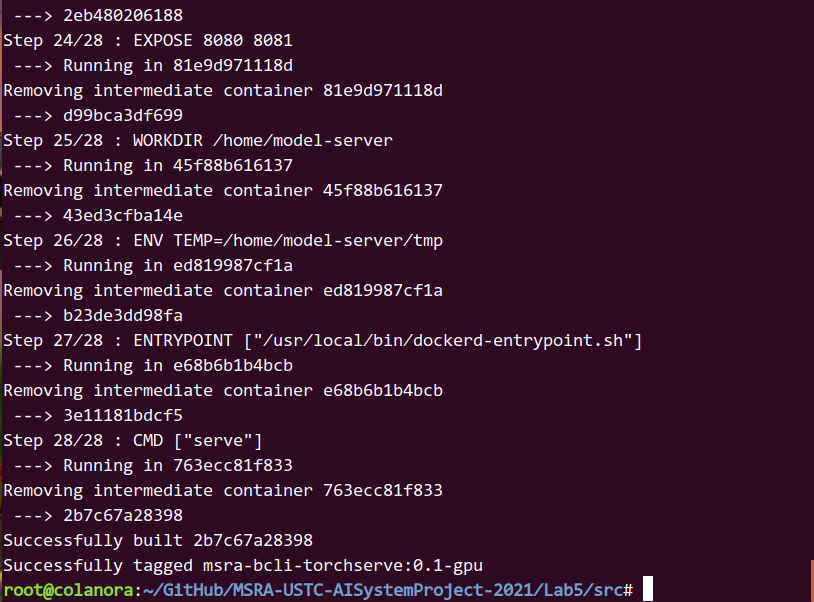 ---> 2eb480206188
Step 24/28 : EXPOSE 8080 8081
---> Running in 81e9d971118d
Removing intermediate container 81e9d971118d
---> d99bca3df699
Step 25/28 : WORKDIR /home/model-server
---> Running in 45f88b616137
Removing intermediate container 45f88b616137
---> 43ed3cfba14e
Step 26/28 : ENV TEMP=/home/model-server/tmp
---> Running in ed819987cf1a
Removing intermediate container ed819987cf1a
---> b23de3dd98fa
Step 27/28 : ENTRYPOINT ["/usr/local/bin/dockerd-entrypoint.sh"]
---> Running in e68b6b1b4bcb
Removing intermediate container e68b6b1b4bcb
---> 3e11181bdcf5
Step 28/28 : CMD ["serve"]
---> Running in 763ecc81f833
Removing intermediate container 763ecc81f833
---> 2b7c67a28398
Successfully built 2b7c67a28398
Successfully tagged msra-bcli-torchserve:0.1-gpu
root@colanora:~/GitHub/MSRA-USTC-AISystemProject-2021/Lab5/src#